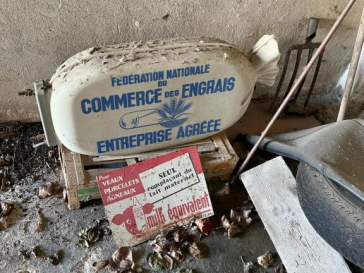 FÉDÉRATION NATIONALE
DU
COMMERCE DES ENGRAIS
ENTREPRISE AGRÉÉE
Pour
VEAUX
PORCELETS
AGNEAUX
SEUL
remplaçant du
lait maternel
milk équivalent